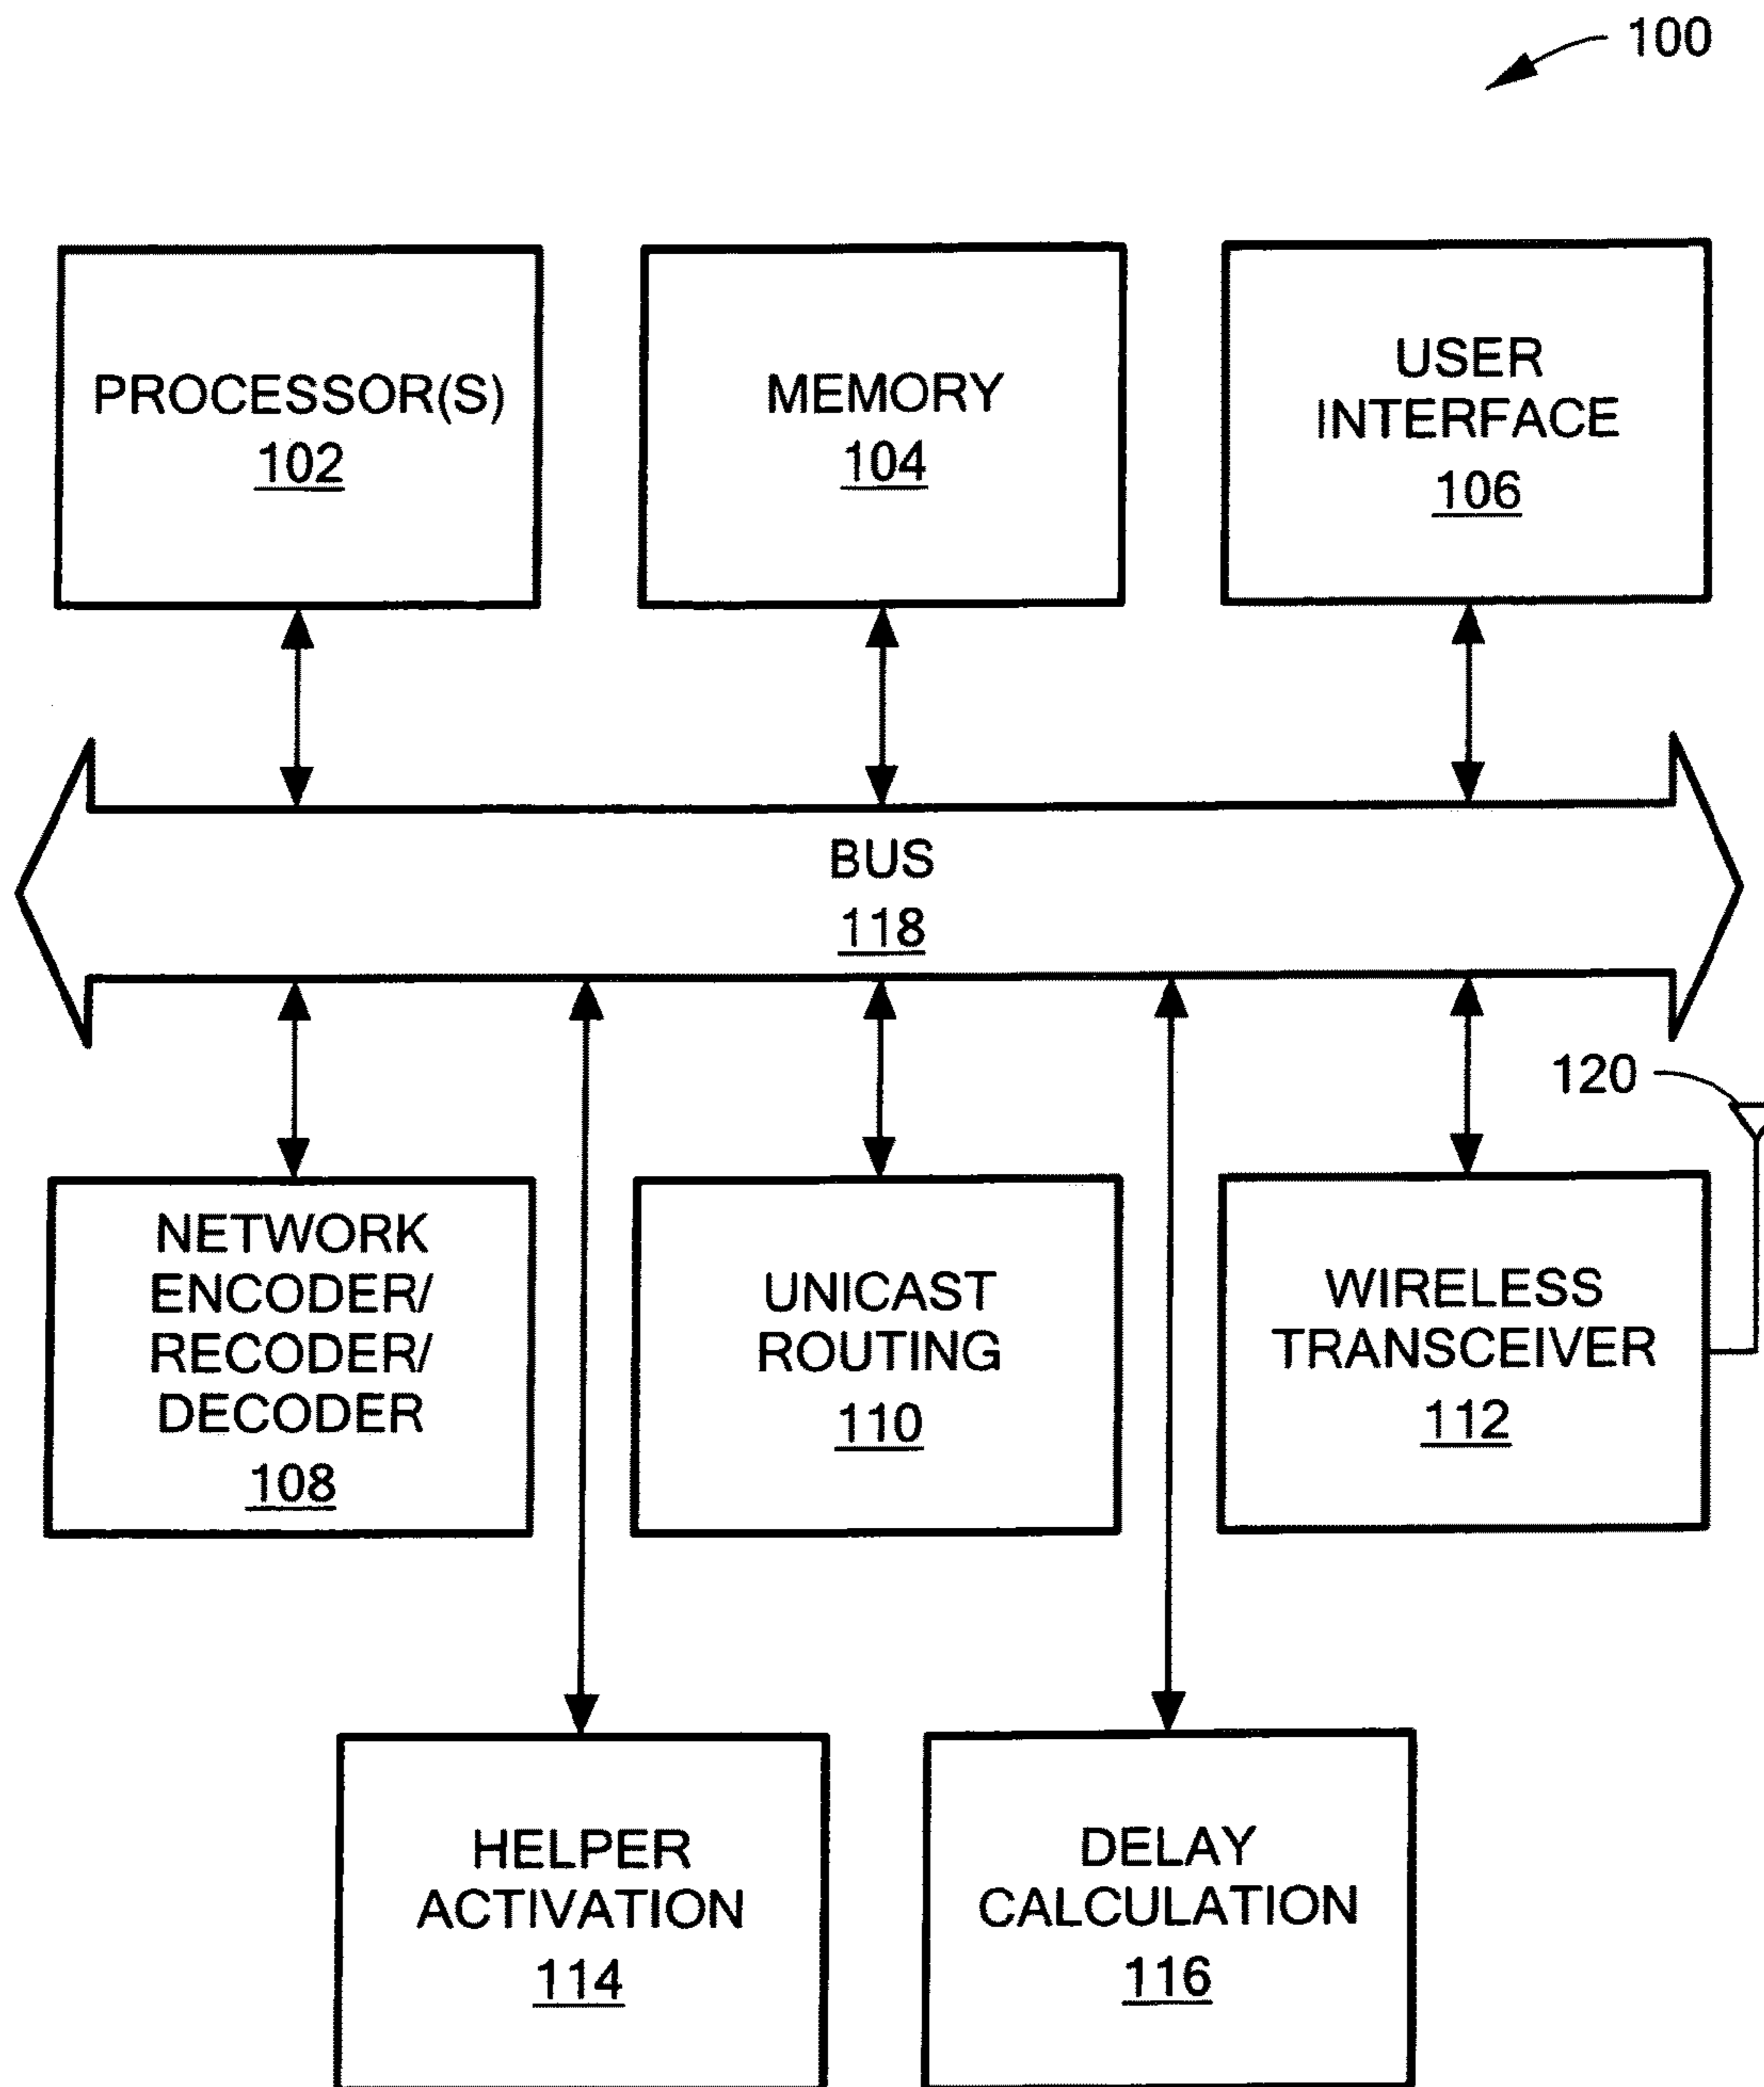 100
PROCESSOR(S)
102
MEMORY
104
USER
INTERFACE
106
BUS
118
120
NETWORK
ENCODER/
RECODER/
DECODER
108
UNICAST
ROUTING
110
WIRELESS
TRANSCEIVER
112
HELPER
ACTIVATION
114
DELAY
CALCULATION
116